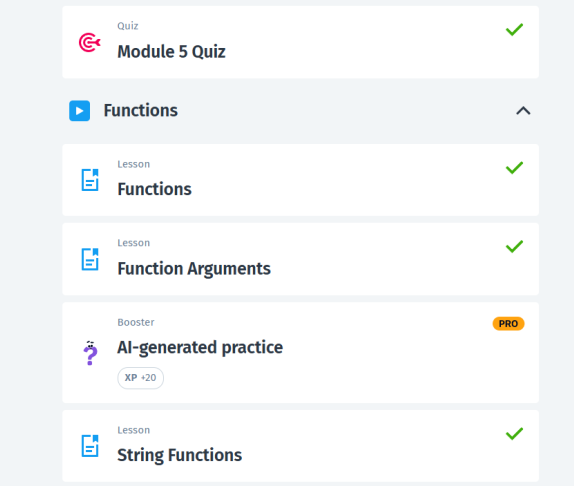 Quiz
Module 5 Quiz
Functions
Lesson
Functions
Lesson
Function Arguments
Booster
PRO
AI-generated practice
XP +20
Lesson
String Functions